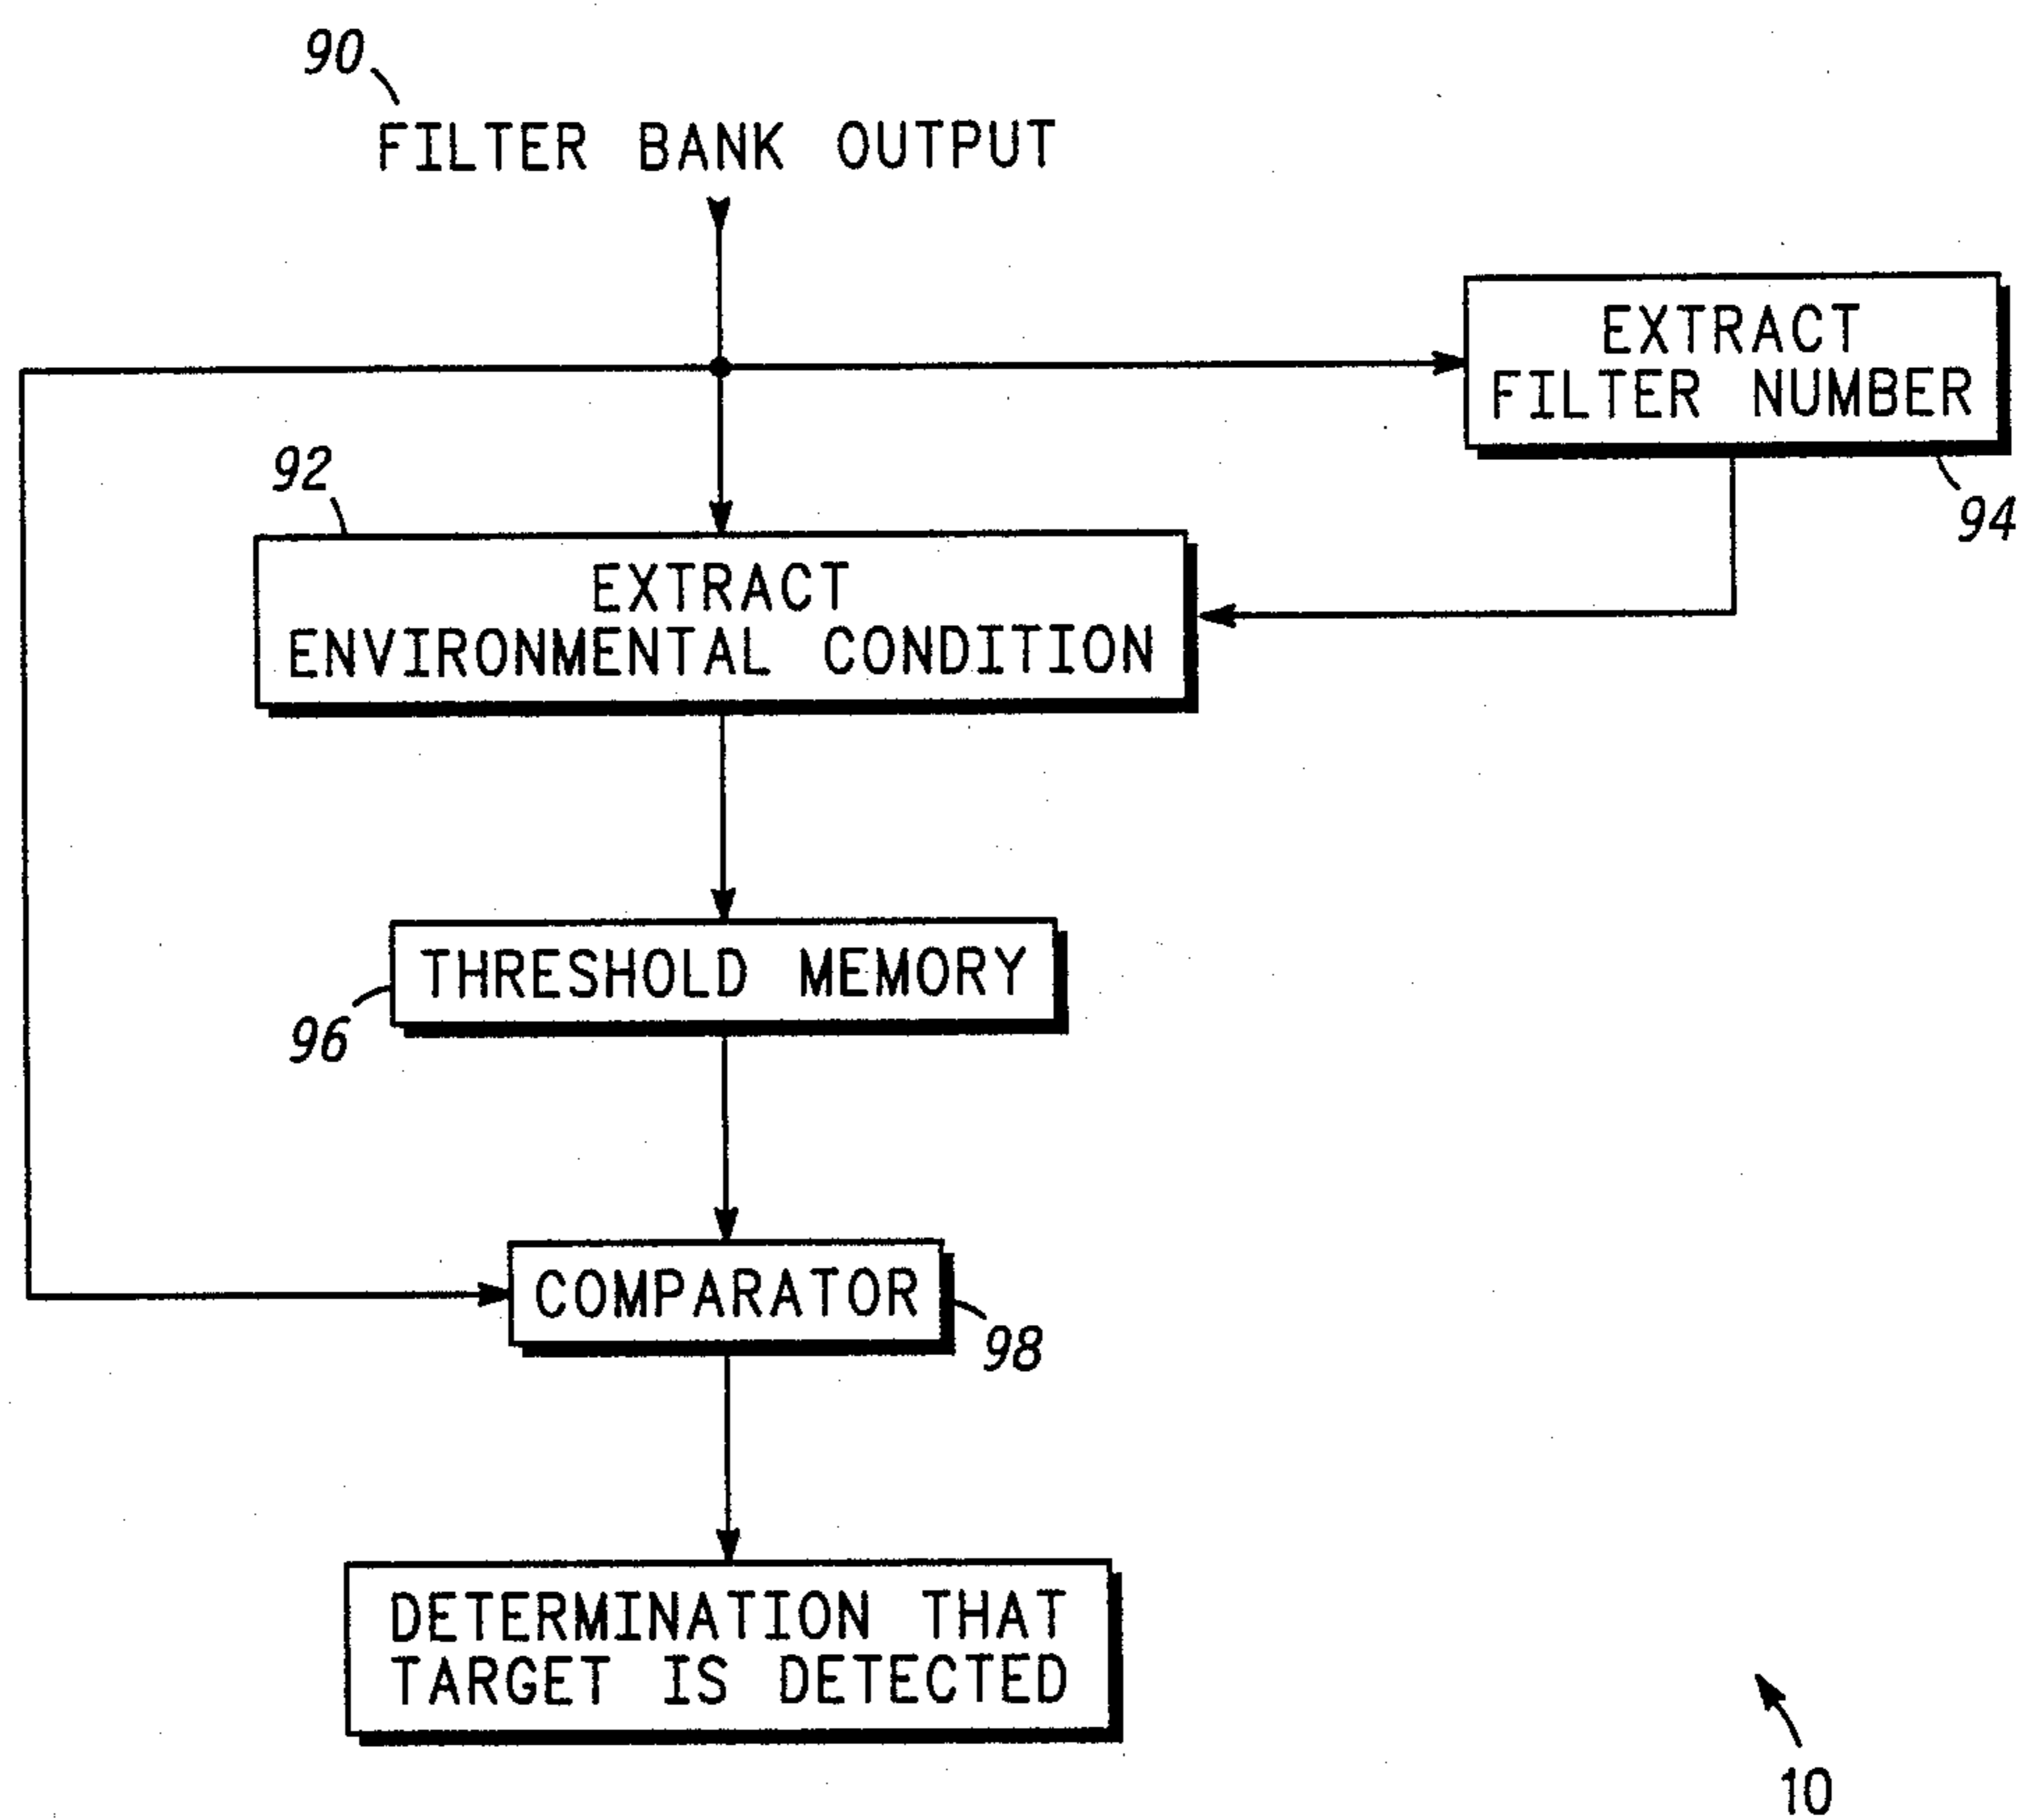 90
FILTER BANK OUTPUT
EXTRACT
FILTER NUMBER
94
92
EXTRACT
ENVIRONMENTAL CONDITION
THRESHOLD MEMORY
96
COMPARATOR
98
DETERMINATION THAT
TARGET IS DETECTED
10